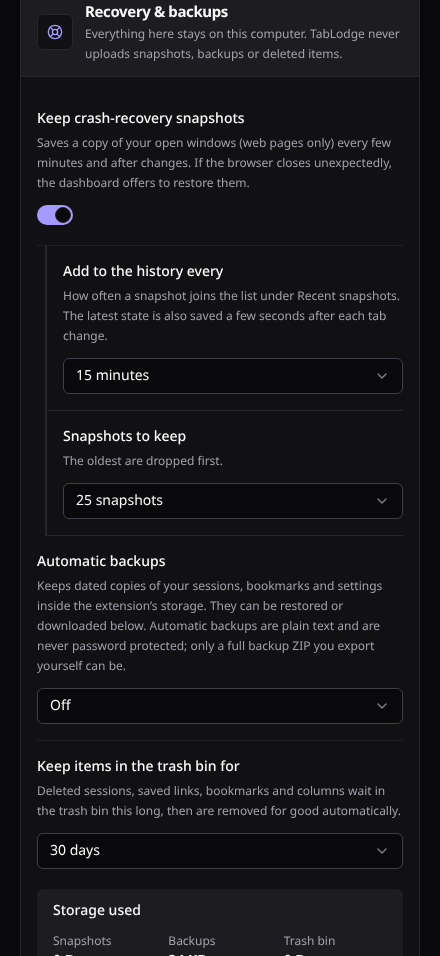 Recovery & backups
Everything here stays on this computer. TabLodge never
uploads snapshots, backups or deleted items.
Keep crash-recovery snapshots
Saves a copy of your open windows (web pages only) every few
minutes and after changes. If the browser closes unexpectedly,
the dashboard offers to restore them.
Add to the history every
How often a snapshot joins the list under Recent snapshots.
The latest state is also saved a few seconds after each tab
change.
15 minutes
Snapshots to keep
The oldest are dropped first.
25 snapshots
Automatic backups
Keeps dated copies of your sessions, bookmarks and settings
inside the extension’s storage. They can be restored or
downloaded below. Automatic backups are plain text and are
never password protected; only a full backup ZIP you export
yourself can be.
Off
Keep items in the trash bin for
Deleted sessions, saved links, bookmarks and columns wait in
the trash bin this long, then are removed for good automatically.
30 days
Storage used
Snapshots Backups Trash bin